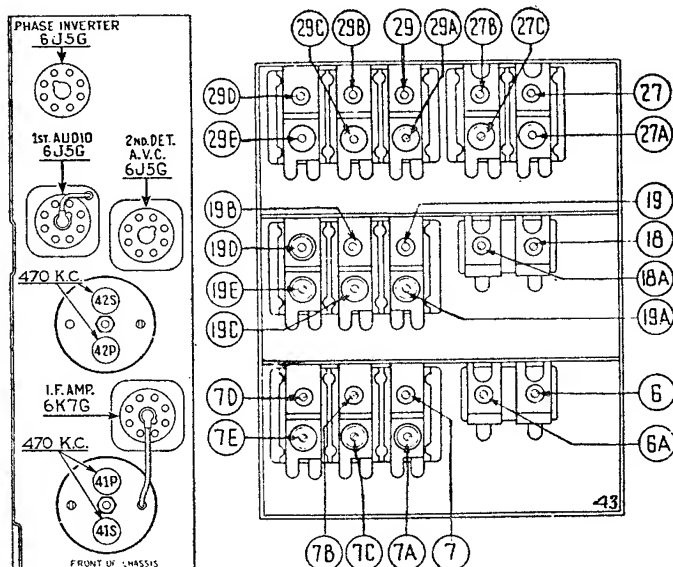 PHASE INVERTER
6J5G
1ST. AUDIO
6J5G
2ND. DET.
A.V.C.
6J5G
470 K.C.
42S
42P
I.F. AMP.
6K7G
470 K.C.
41P
41S
FRONT OF CHASSIS
29C
29B
29
29A
27B
27C
29D
27
29E
27A
19B
19
19D
18
19E
18A
19C
19A
7D
6
7E
6A
43
7B
7C
7A
7